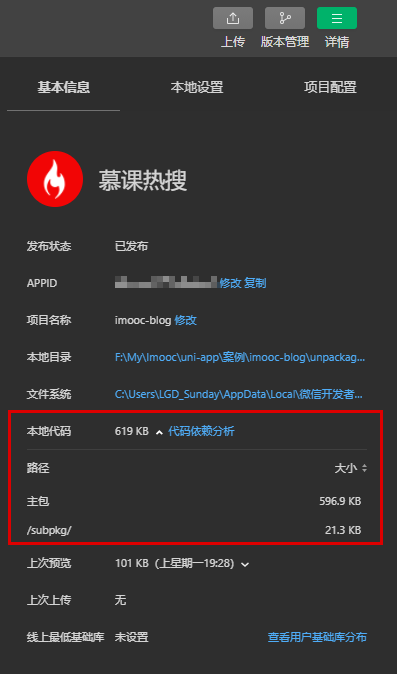 上传 版本管理 详情
基本信息 本地设置 项目配置
慕课热搜
发布状态 已发布
APPID 修改 复制
项目名称 imooc-blog 修改
本地目录 F:\My\Imooc\uni-app\案例\imooc-blog\unpackag...
文件系统 C:\Users\LGD_Sunday\AppData\Local\微信开发者...
本地代码 619 KB 代码依赖分析
路径 大小
主包 596.9 KB
/subpkg/ 21.3 KB
上次预览 101 KB（上星期一19:28）
上次上传 无
线上最低基础库 未设置 查看用户基础库分布